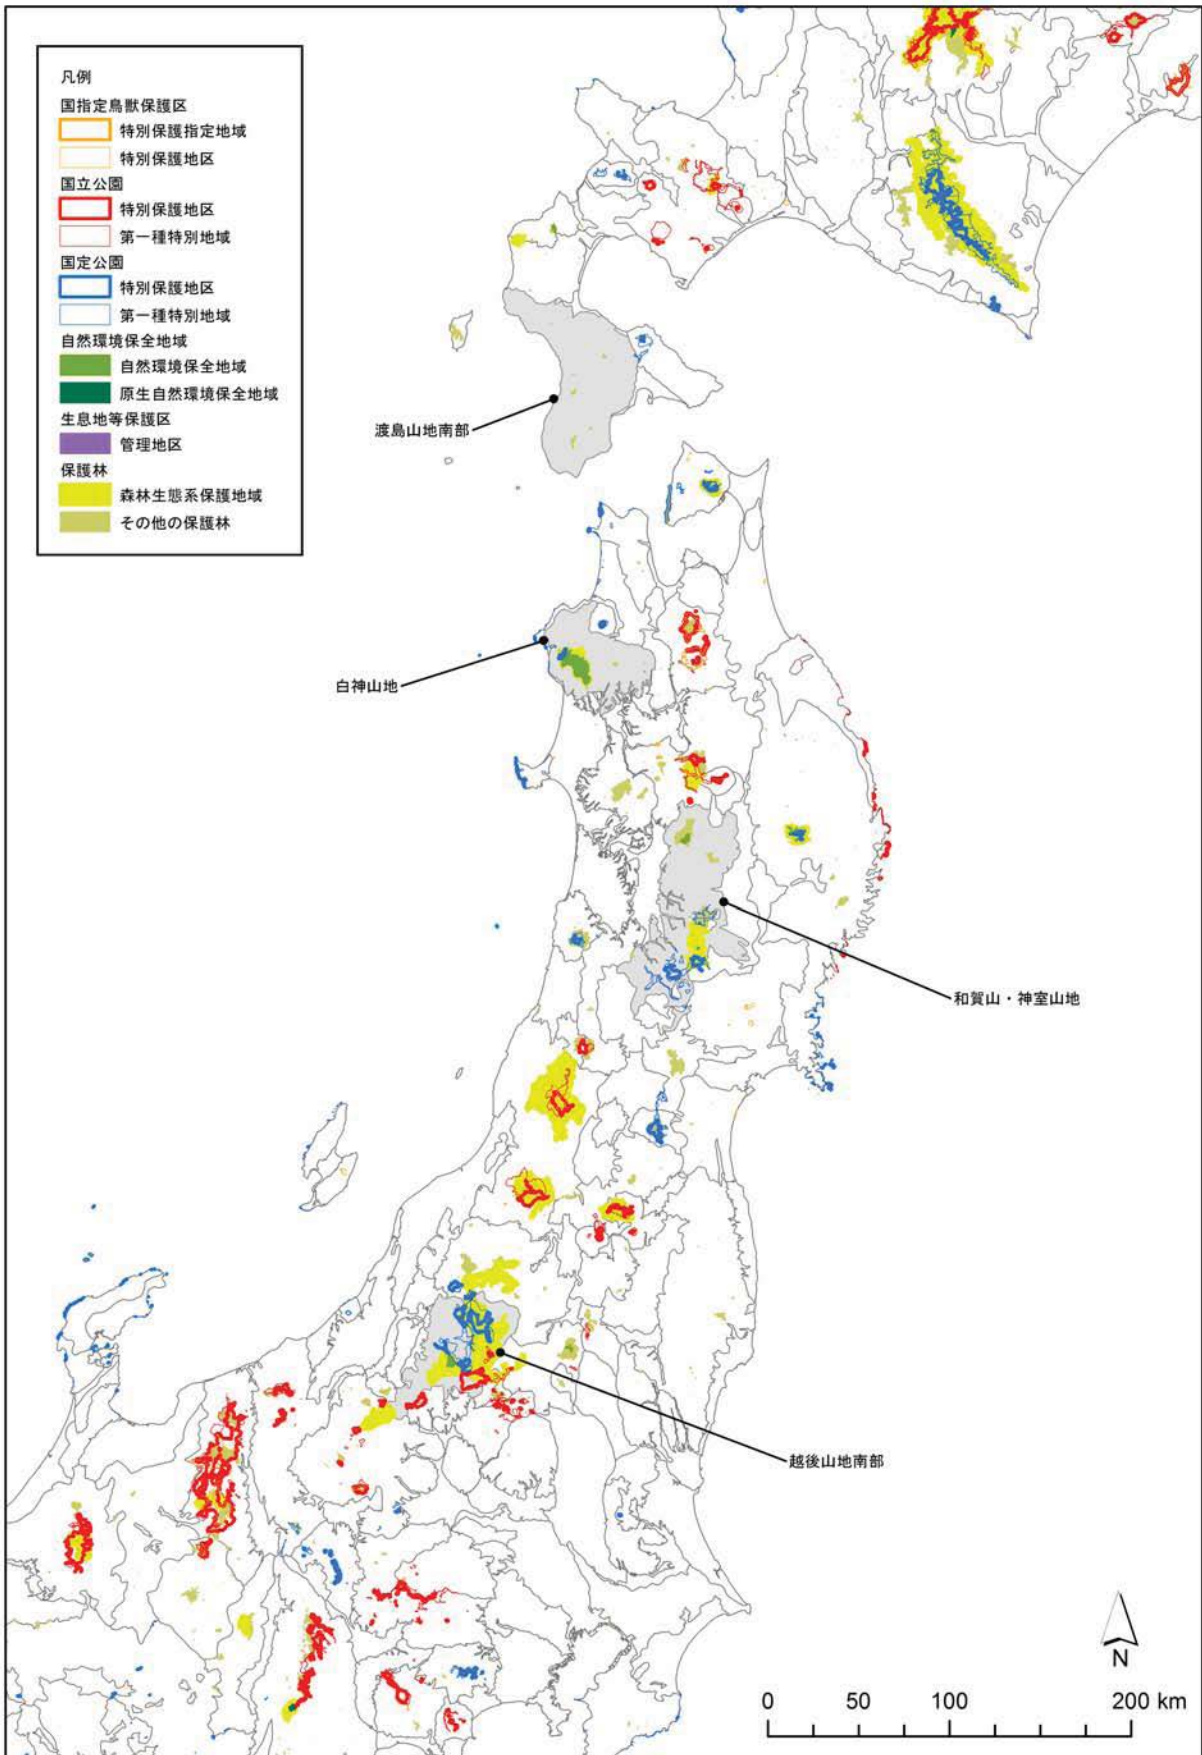 凡例
国指定鳥獣保護区
特別保護指定地域
特別保護地区
国立公園
特別保護地区
第一種特別地域
国定公園
特別保護地区
第一種特別地域
自然環境保全地域
自然環境保全地域
原生自然環境保全地域
生息地等保護区
管理地区
保護林
森林生態系保護地域
その他の保護林
渡島山地南部
白神山地
和賀山・神室山地
越後山地南部
N
0 50 100 200 km